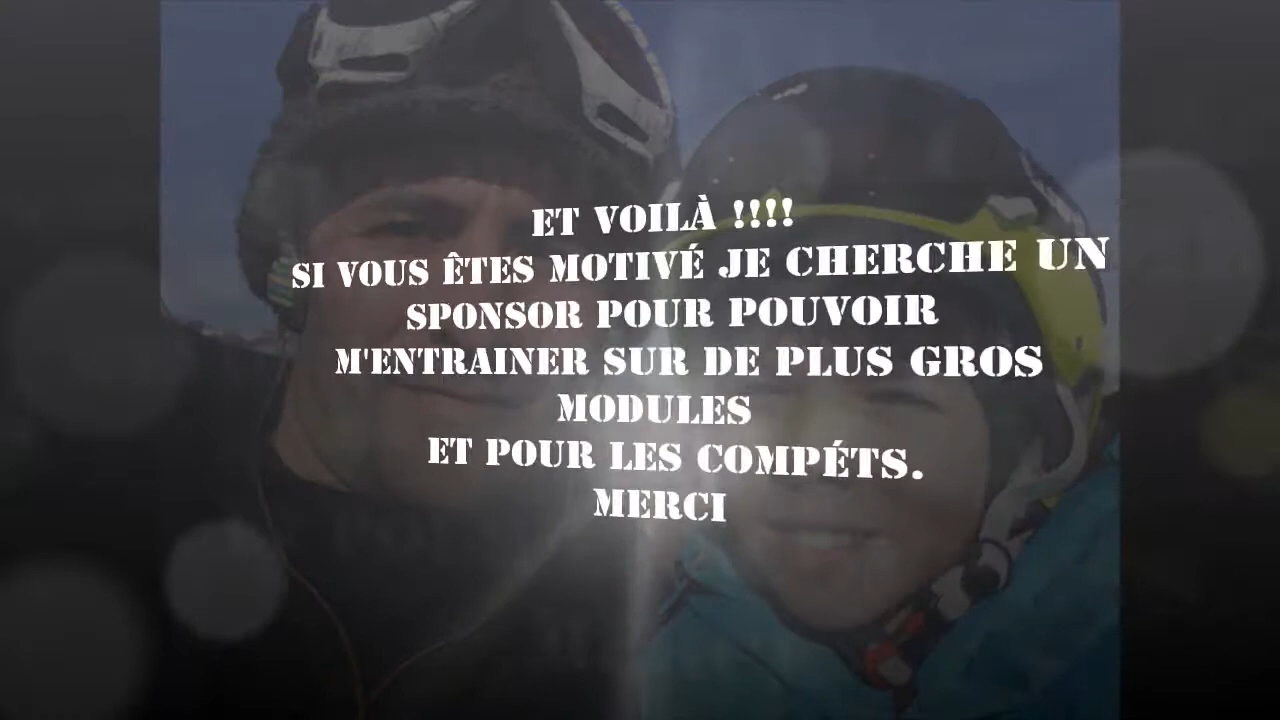 ET VOILÀ !!!!
SI VOUS ÊTES MOTIVÉ JE CHERCHE UN
SPONSOR POUR POUVOIR
M'ENTRAINER SUR DE PLUS GROS
MODULES
ET POUR LES COMPÉTS.
MERCI